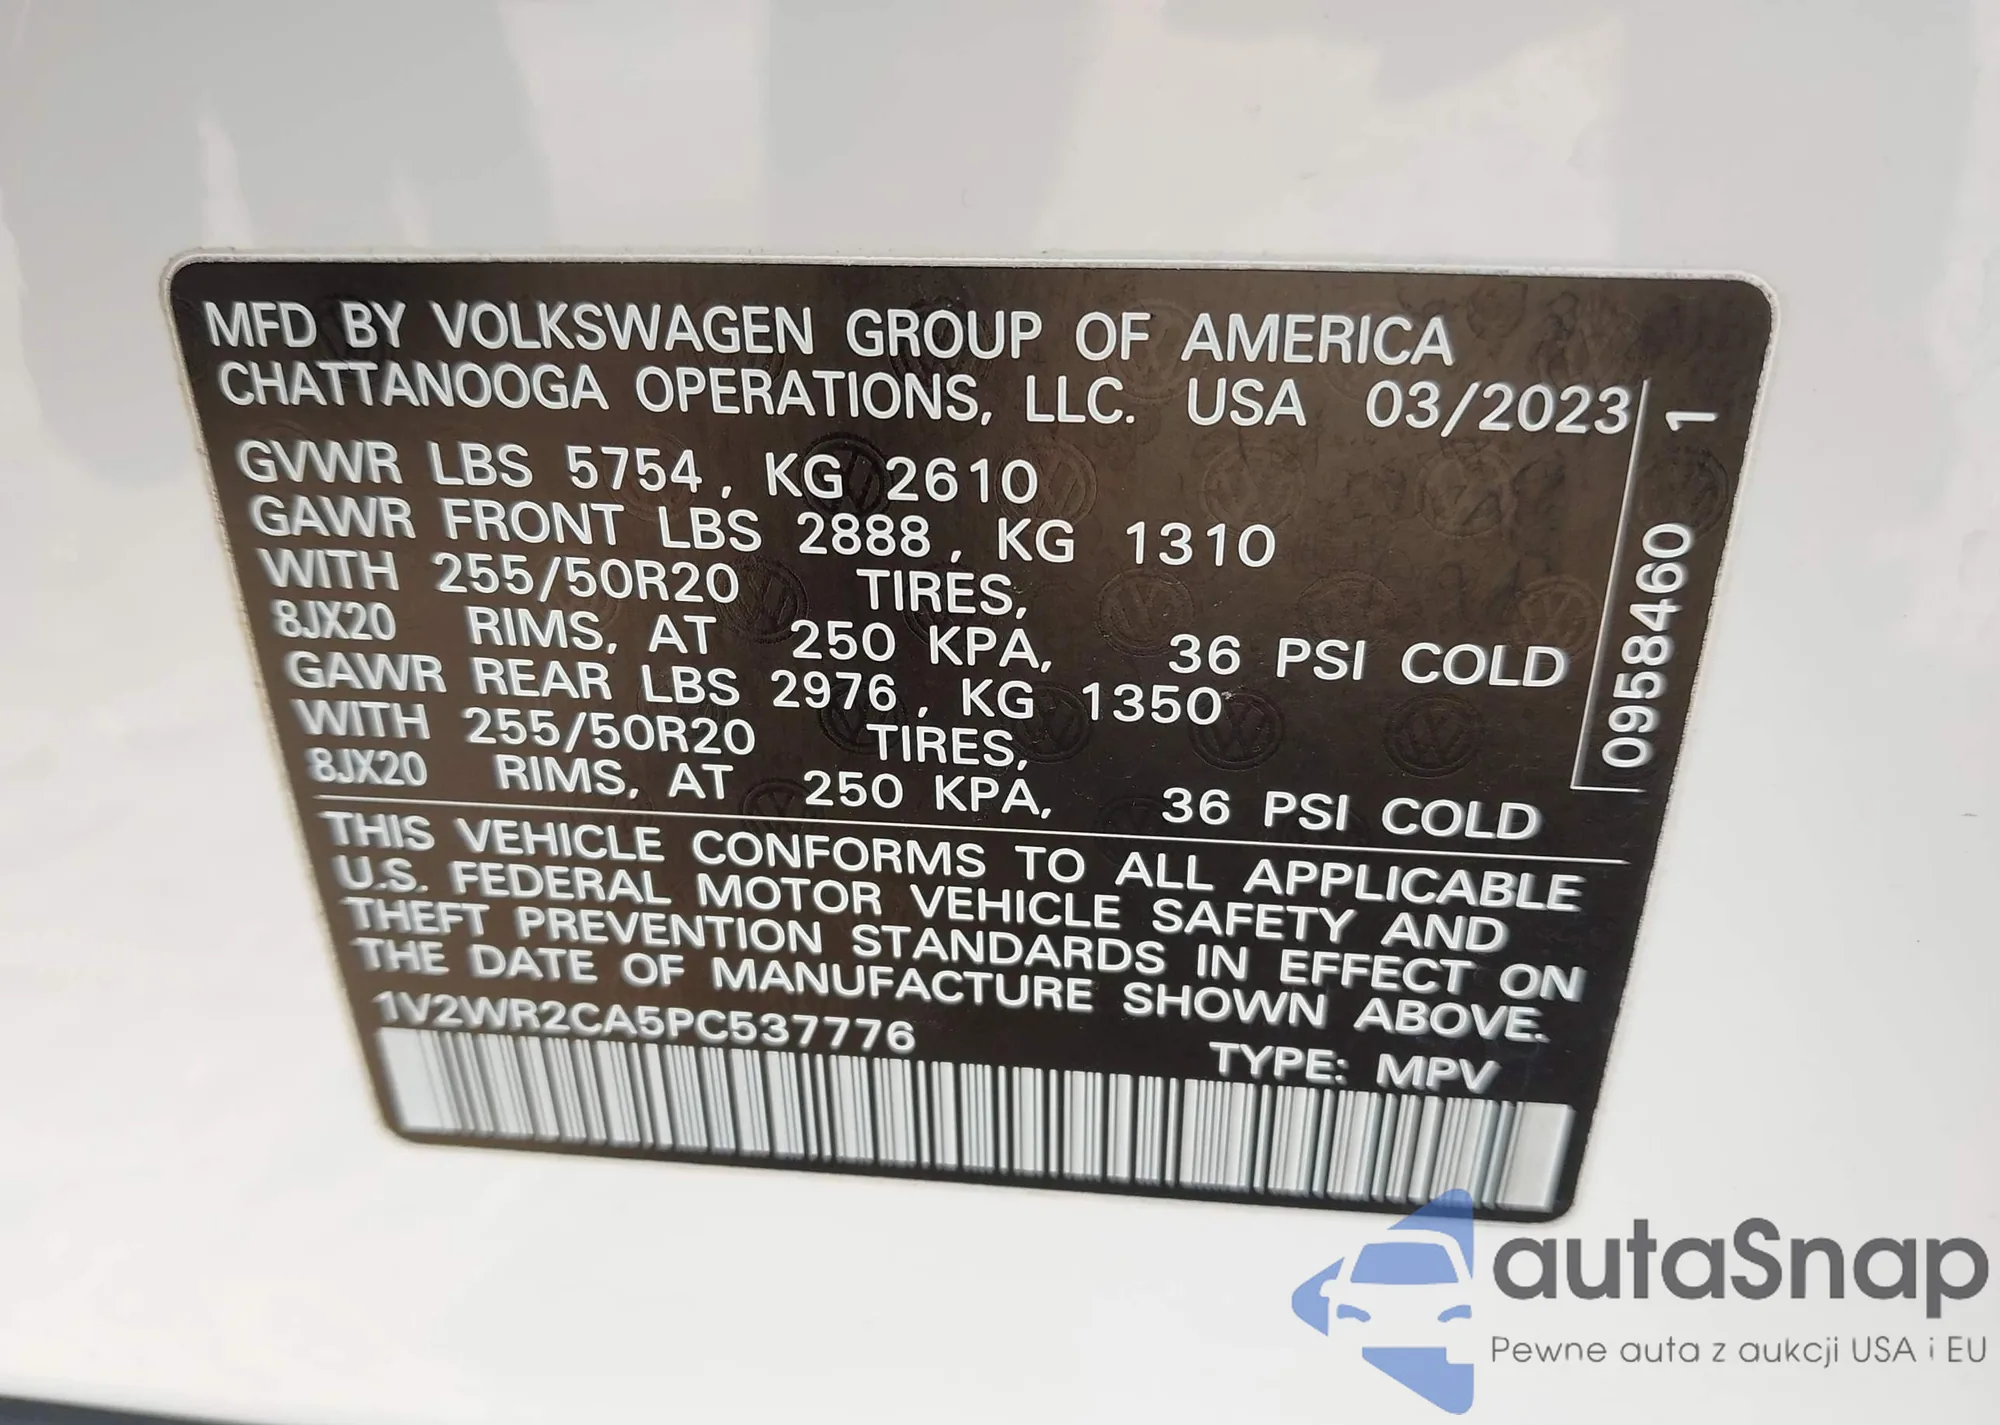 MFD BY VOLKSWAGEN GROUP OF AMERICA
CHATTANOOGA OPERATIONS, LLC. USA 03/2023
GVWR LBS 5754, KG 2610
GAWR FRONT LBS 2888, KG 1310
WITH 255/50R20 TIRES,
8JX20 RIMS, AT 250 KPA, 36 PSI COLD
GAWR REAR LBS 2976, KG 1350
WITH 255/50R20 TIRES,
8JX20 RIMS, AT 250 KPA, 36 PSI COLD
0958460 1
THIS VEHICLE CONFORMS TO ALL APPLICABLE
U.S. FEDERAL MOTOR VEHICLE SAFETY AND
THEFT PREVENTION STANDARDS IN EFFECT ON
THE DATE OF MANUFACTURE SHOWN ABOVE.
1V2WR2CA5PC537776
TYPE: MPV
autaSnap
Pewne auta z aukcji USA i EU